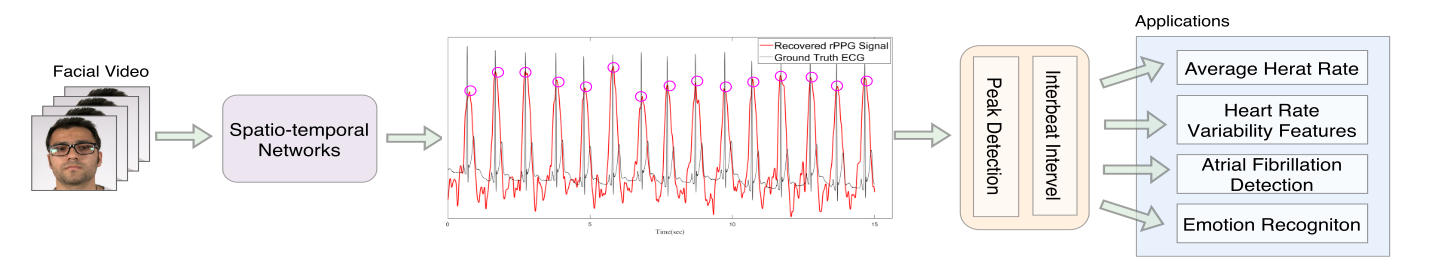 Facial Video
Spatio-temporal
Networks
Recovered rPPG Signal
Ground Truth ECG
0
5
10
15
Time(sec)
Peak Detection
Interbeat Intervel
Applications
Average Herat Rate
Heart Rate
Variability Features
Atrial Fibrillation
Detection
Emotion Recogniton